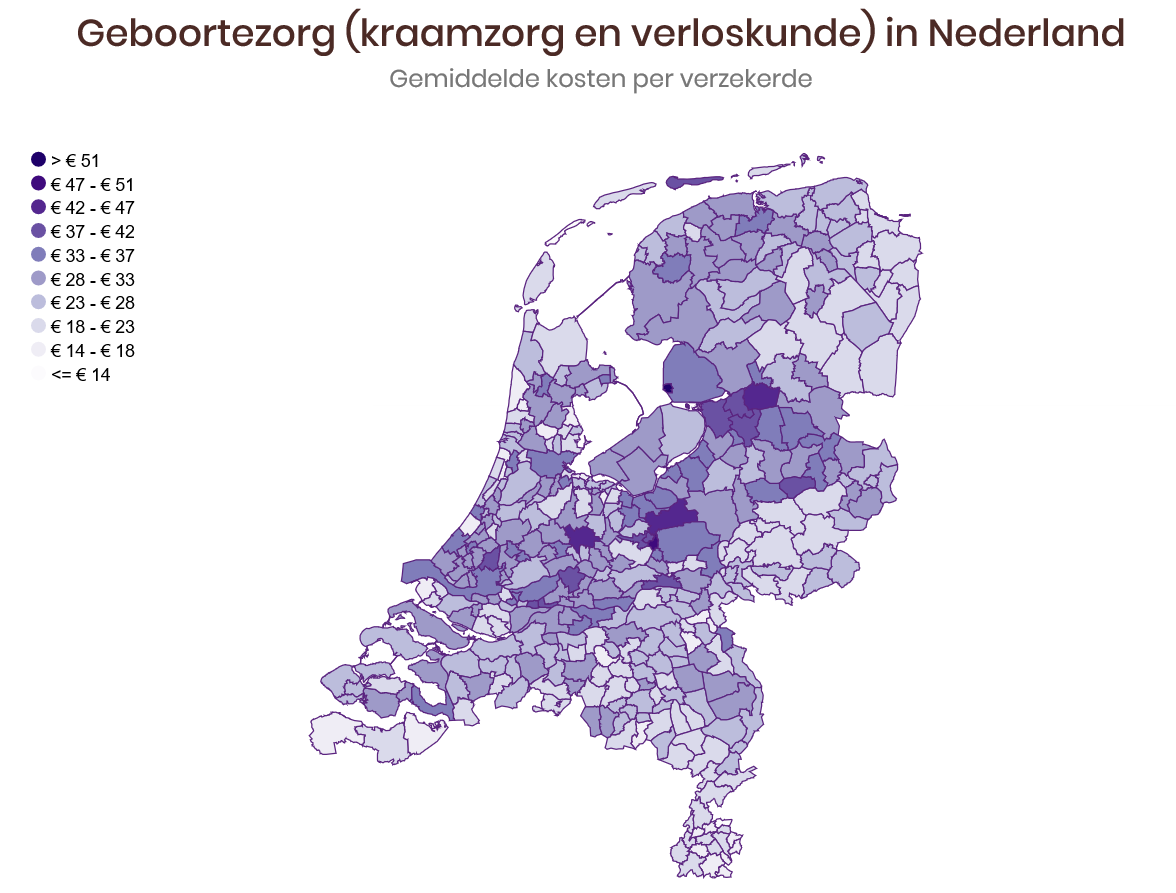 Geboortezorg (kraamzorg en verloskunde) in Nederland
Gemiddelde kosten per verzekerde
> € 51
€ 47 - € 51
€ 42 - € 47
€ 37 - € 42
€ 33 - € 37
€ 28 - € 33
€ 23 - € 28
€ 18 - € 23
€ 14 - € 18
<= € 14